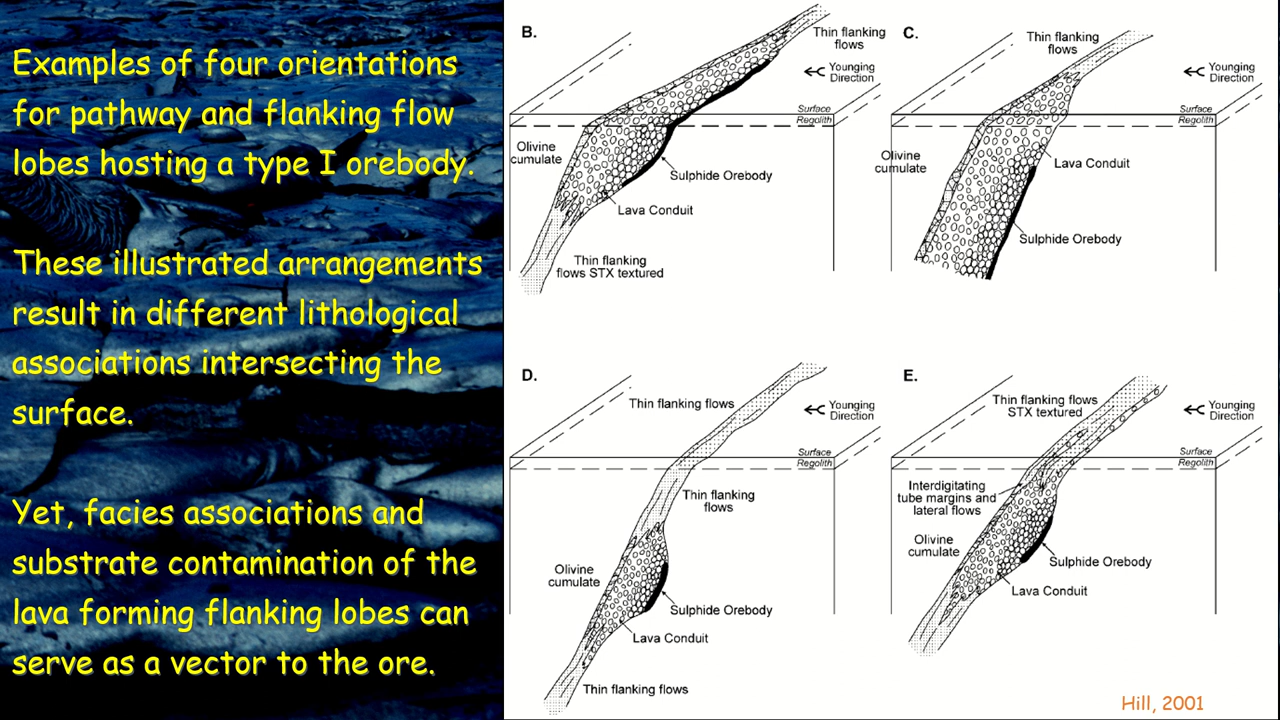 Examples of four orientations
for pathway and flanking flow
lobes hosting a type I orebody.
These illustrated arrangements
result in different lithological
associations intersecting the
surface.
Yet, facies associations and
substrate contamination of the
lava forming flanking lobes can
serve as a vector to the ore.
B.
Thin flanking
flows
Younging
Direction
Surface
Regolith
Olivine
cumulate
Sulphide Orebody
Lava Conduit
Thin flanking
flows STX textured
C.
Thin flanking
flows
Younging
Direction
Surface
Regolith
Olivine
cumulate
Lava Conduit
Sulphide Orebody
D.
Thin flanking flows
Younging
Direction
Surface
Regolith
Thin flanking
flows
Olivine
cumulate
Sulphide Orebody
Lava Conduit
Thin flanking flows
E.
Thin flanking flows
STX textured
Younging
Direction
Surface
Regolith
Interdigitating
tube margins and
lateral flows
Olivine
cumulate
Sulphide Orebody
Lava Conduit
Hill, 2001